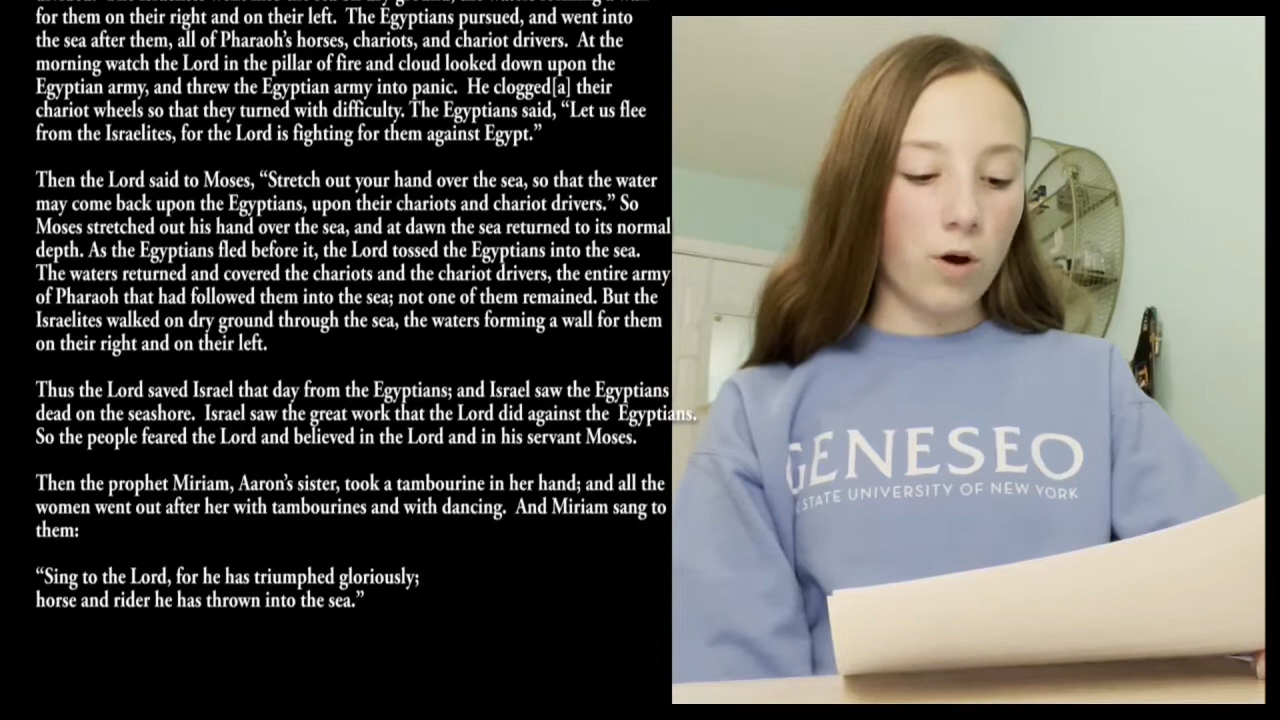 divided. The Israelites went into the sea on dry ground, the waters forming a wall
for them on their right and on their left. The Egyptians pursued, and went into
the sea after them, all of Pharaoh’s horses, chariots, and chariot drivers. At the
morning watch the Lord in the pillar of fire and cloud looked down upon the
Egyptian army, and threw the Egyptian army into panic. He clogged[a] their
chariot wheels so that they turned with difficulty. The Egyptians said, “Let us flee
from the Israelites, for the Lord is fighting for them against Egypt.”
Then the Lord said to Moses, “Stretch out your hand over the sea, so that the water
may come back upon the Egyptians, upon their chariots and chariot drivers.” So
Moses stretched out his hand over the sea, and at dawn the sea returned to its normal
depth. As the Egyptians fled before it, the Lord tossed the Egyptians into the sea.
The waters returned and covered the chariots and the chariot drivers, the entire army
of Pharaoh that had followed them into the sea; not one of them remained. But the
Israelites walked on dry ground through the sea, the waters forming a wall for them
on their right and on their left.
Thus the Lord saved Israel that day from the Egyptians; and Israel saw the Egyptians
dead on the seashore. Israel saw the great work that the Lord did against the Egyptians.
So the people feared the Lord and believed in the Lord and in his servant Moses.
Then the prophet Miriam, Aaron’s sister, took a tambourine in her hand; and all the
women went out after her with tambourines and with dancing. And Miriam sang to
them:
“Sing to the Lord, for he has triumphed gloriously;
horse and rider he has thrown into the sea.”
GENESEO
STATE UNIVERSITY OF NEW YORK